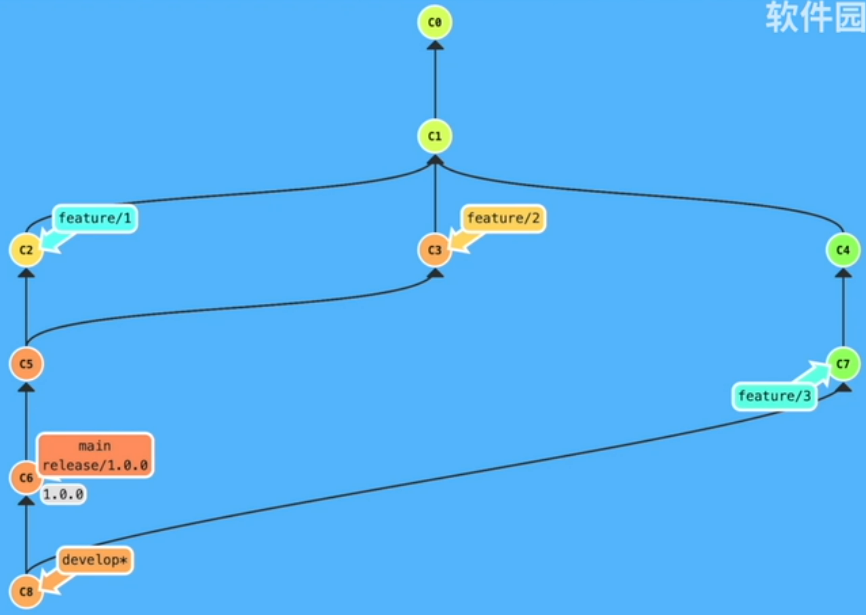 软件园
C0
C1
feature/1
feature/2
C2
C3
C4
C5
C7
feature/3
main
release/1.0.0
C6
1.0.0
develop*
C8